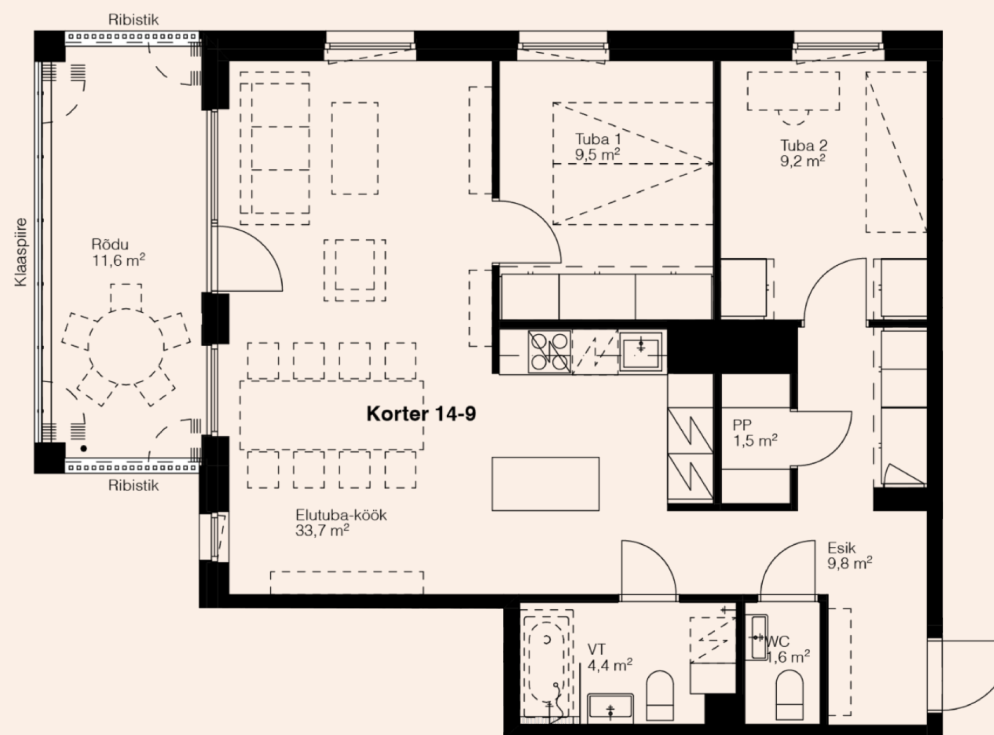 Ribistik
Klaaspiire
Rõdu
11,6 m²
Tuba 1
9,5 m²
Tuba 2
9,2 m²
Korter 14-9
PP
1,5 m²
Elutuba-köök
33,7 m²
Ribistik
Esik
9,8 m²
VT
4,4 m²
WC
1,6 m²